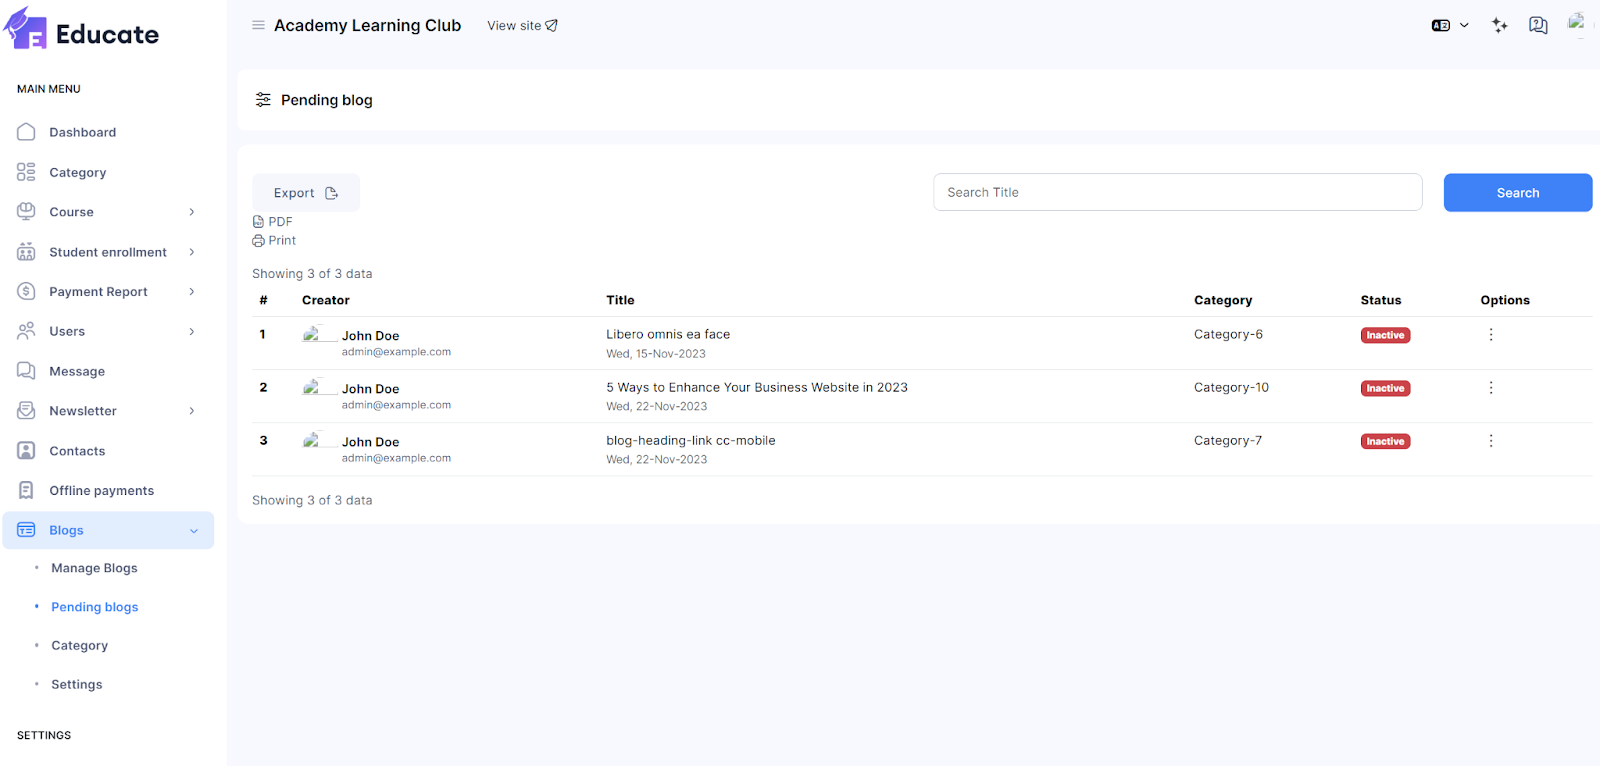 Educate
MAIN MENU
Dashboard
Category
Course
Student enrollment
Payment Report
Users
Message
Newsletter
Contacts
Offline payments
Blogs
Manage Blogs
Pending blogs
Category
Settings
SETTINGS
Academy Learning Club View site
Pending blog
Export
PDF
Print
Search Title Search
Showing 3 of 3 data
# Creator Title Category Status Options
1 John Doe Libero omnis ea face Category-6 Inactive
admin@example.com Wed, 15-Nov-2023
2 John Doe 5 Ways to Enhance Your Business Website in 2023 Category-10 Inactive
admin@example.com Wed, 22-Nov-2023
3 John Doe blog-heading-link cc-mobile Category-7 Inactive
admin@example.com Wed, 22-Nov-2023
Showing 3 of 3 data